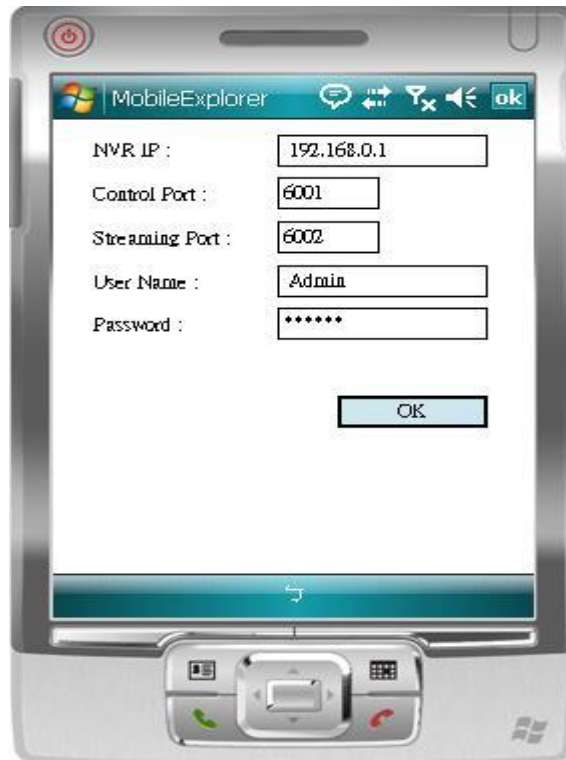 MobileExplorer ok
NVR IP : 192.168.0.1
Control Port : 6001
Streaming Port : 6002
User Name : Admin
Password : ••••••
OK